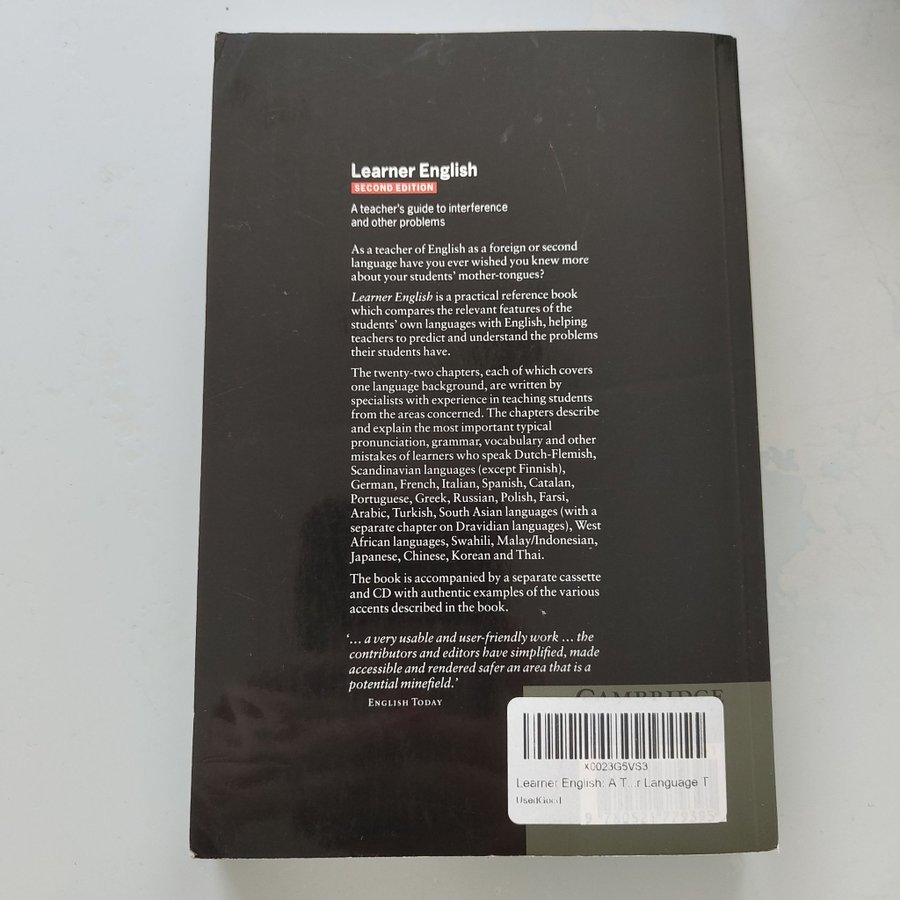 Learner English
SECOND EDITION
A teacher's guide to interference
and other problems
As a teacher of English as a foreign or second
language have you ever wished you knew more
about your students' mother-tongues?
Learner English is a practical reference book
which compares the relevant features of the
students' own languages with English, helping
teachers to predict and understand the problems
their students have.
The twenty-two chapters, each of which covers
one language background, are written by
specialists with experience in teaching students
from the areas concerned. The chapters describe
and explain the most important typical
pronunciation, grammar, vocabulary and other
mistakes of learners who speak Dutch-Flemish,
Scandinavian languages (except Finnish),
German, French, Italian, Spanish, Catalan,
Portuguese, Greek, Russian, Polish, Farsi,
Arabic, Turkish, South Asian languages (with a
separate chapter on Dravidian languages), West
African languages, Swahili, Malay/Indonesian,
Japanese, Chinese, Korean and Thai.
The book is accompanied by a separate cassette
and CD with authentic examples of the various
accents described in the book.
'... a very usable and user-friendly work ... the
contributors and editors have simplified, made
accessible and rendered safer an area that is a
potential minefield.'
ENGLISH TODAY
CAMBRIDGE
X0023G5VS3
Learner English: A T...r Language T
UsedGood